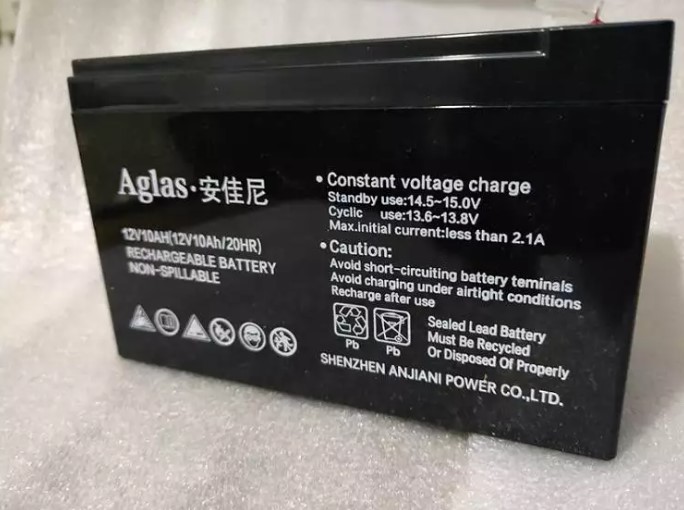 Aglas·安佳尼
12V10AH(12V10Ah/20HR)
RECHARGEABLE BATTERY
NON-SPILLABLE
• Constant voltage charge
Standby use:14.5~15.0V
Cyclic use:13.6~13.8V
Max.initial current:less than 2.1A
• Caution:
Avoid short-circuiting battery teminals
Avoid charging under airtight conditions
Recharge after use
Pb Pb
Sealed Lead Battery
Must Be Recycled
Or Disposed Of Properly
SHENZHEN ANJIANI POWER CO.,LTD.